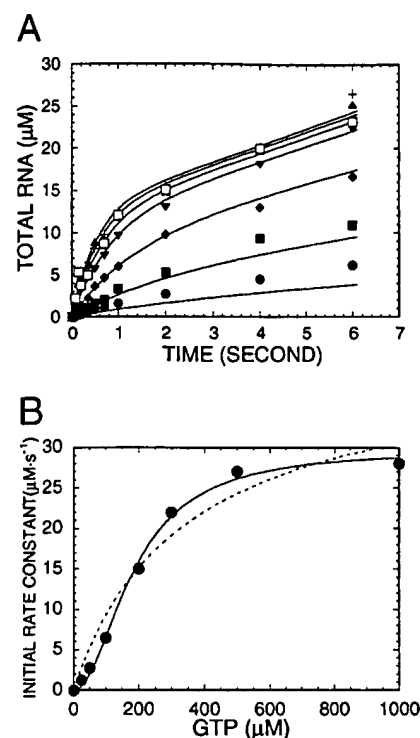 A
30
25
20
15
10
5
0
TOTAL RNA (μM)
0 1 2 3 4 5 6 7
TIME (SECOND)
B
30
25
20
15
10
5
0
INITIAL RATE CONSTANT(μM·s⁻¹)
0 200 400 600 800 1000
GTP (μM)